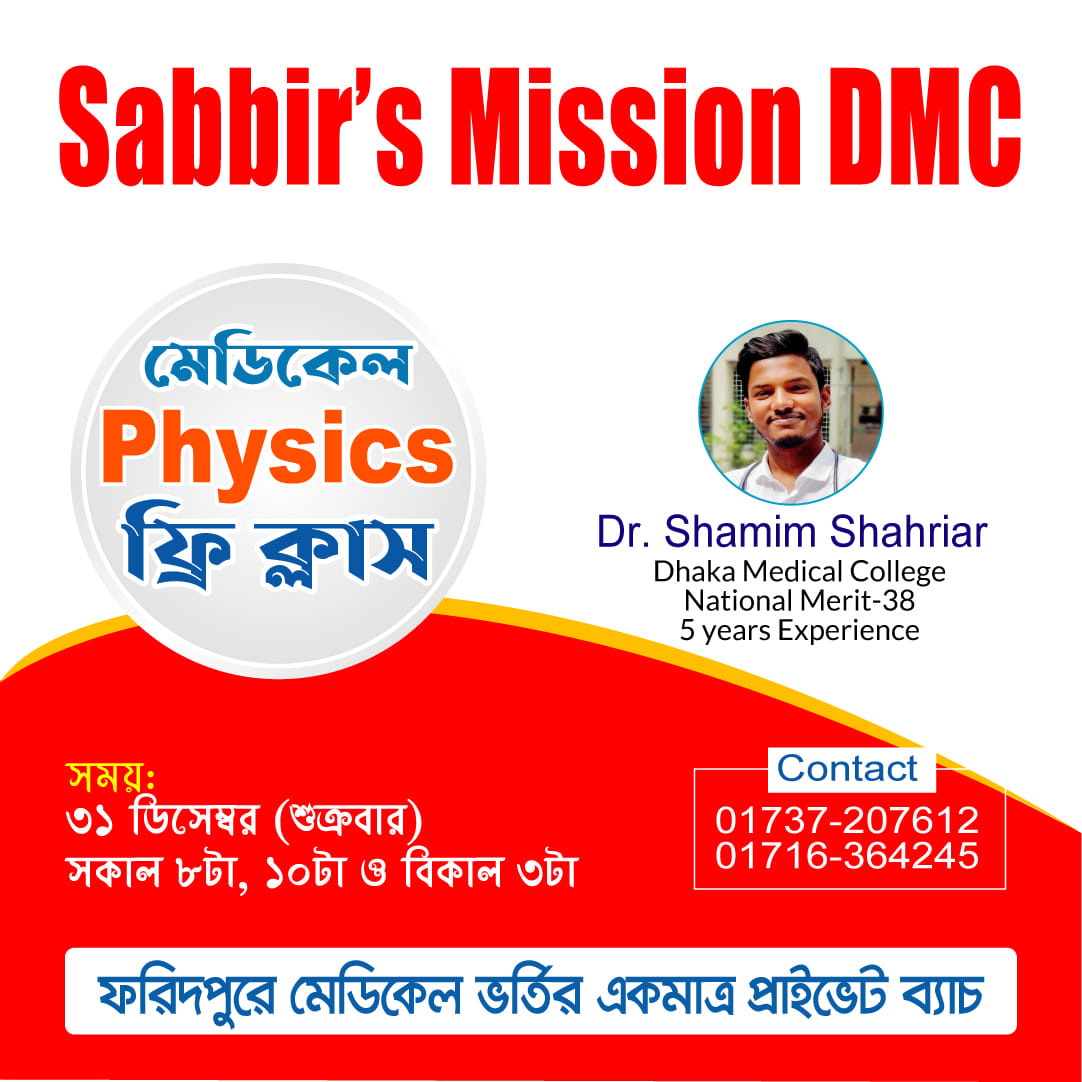 Sabbir’s Mission DMC
মেডিকেল
Physics
ফ্রি ক্লাস
Dr. Shamim Shahriar
Dhaka Medical College
National Merit-38
5 years Experience
সময়:
৩১ ডিসেম্বর (শুক্রবার)
সকাল ৮টা, ১০টা ও বিকাল ৩টা
Contact
01737-207612
01716-364245
ফরিদপুরে মেডিকেল ভর্তির একমাত্র প্রাইভেট ব্যাচ